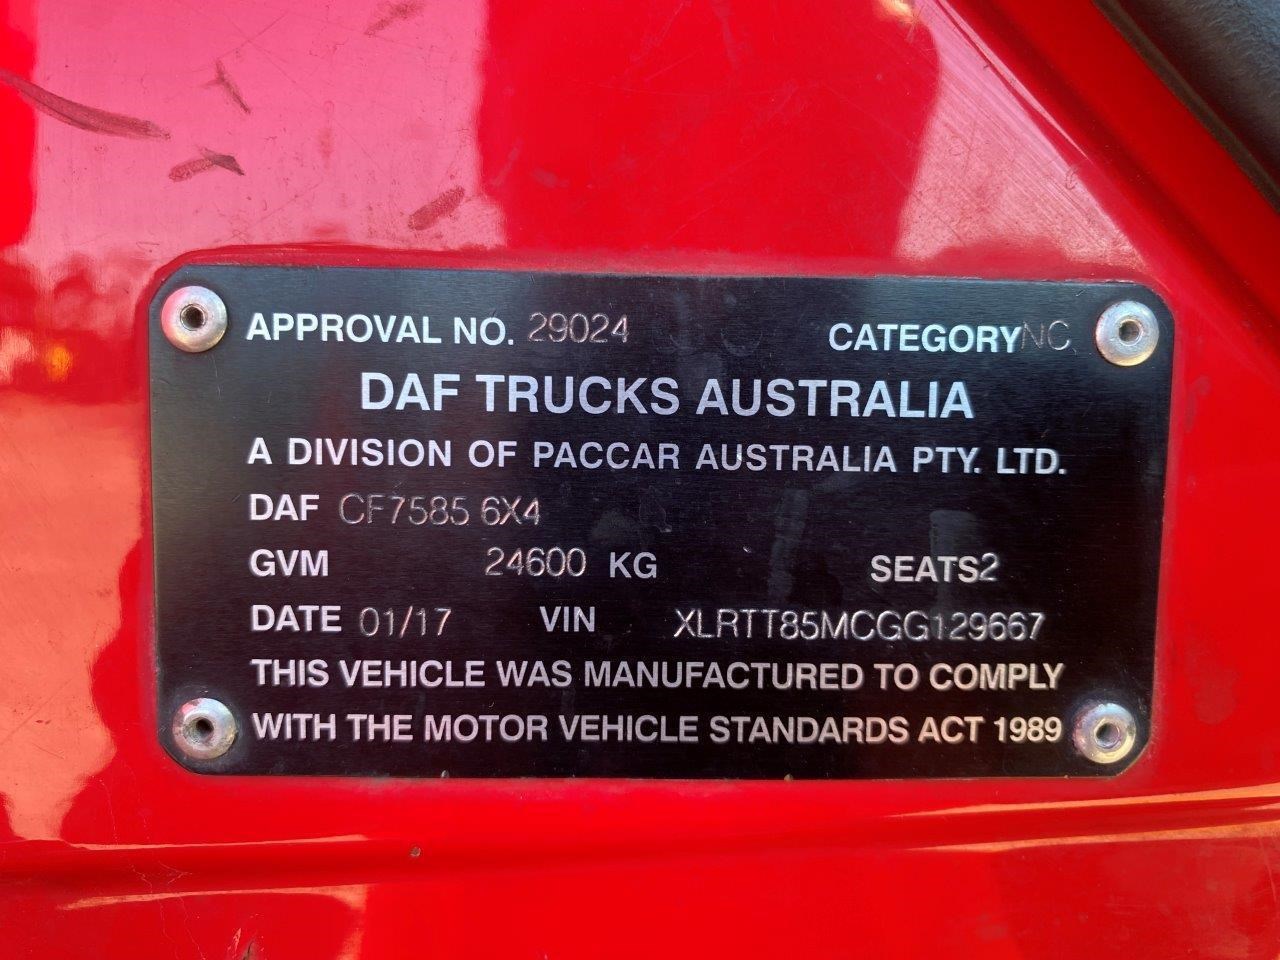 APPROVAL NO. 29024 CATEGORY NC
DAF TRUCKS AUSTRALIA
A DIVISION OF PACCAR AUSTRALIA PTY. LTD.
DAF CF7585 6X4
GVM 24600 KG SEATS 2
DATE 01/17 VIN XLRTT85MCGG129667
THIS VEHICLE WAS MANUFACTURED TO COMPLY
WITH THE MOTOR VEHICLE STANDARDS ACT 1989